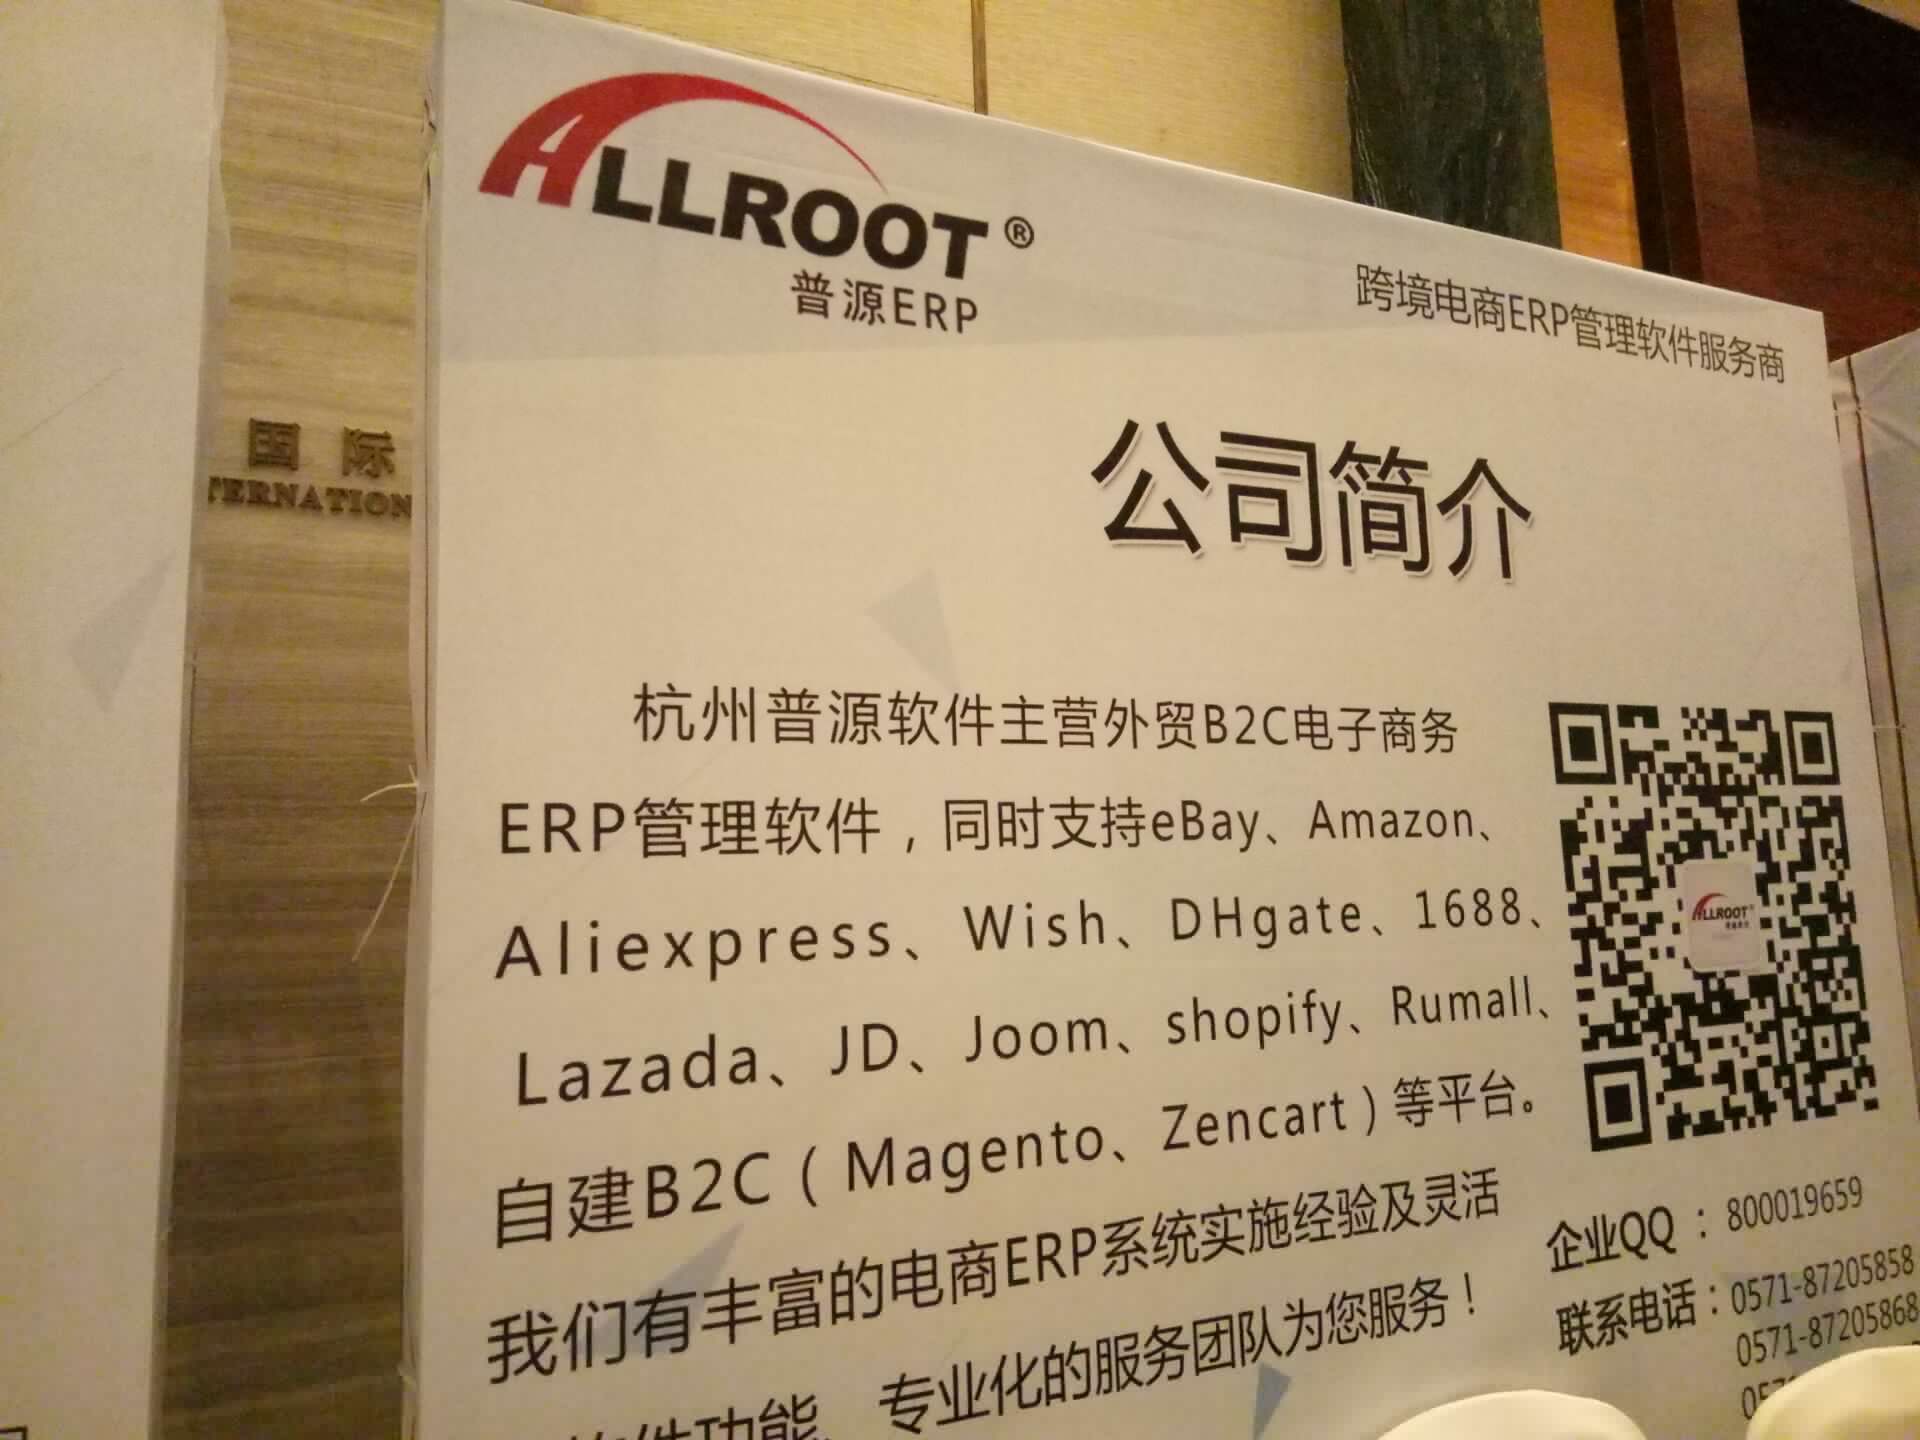 ALLROOT®
普源ERP
跨境电商ERP管理软件服务商
国际
TERNATION
公司简介
杭州普源软件主营外贸B2C电子商务
ERP管理软件，同时支持eBay、Amazon、
Aliexpress、Wish、DHgate、1688、
Lazada、JD、Joom、shopify、Rumall、
自建B2C（Magento、Zencart）等平台。
我们有丰富的电商ERP系统实施经验及灵活
软件功能、专业化的服务团队为您服务！
ALLROOT
企业QQ：800019659
联系电话：0571-87205858
0571-87205868